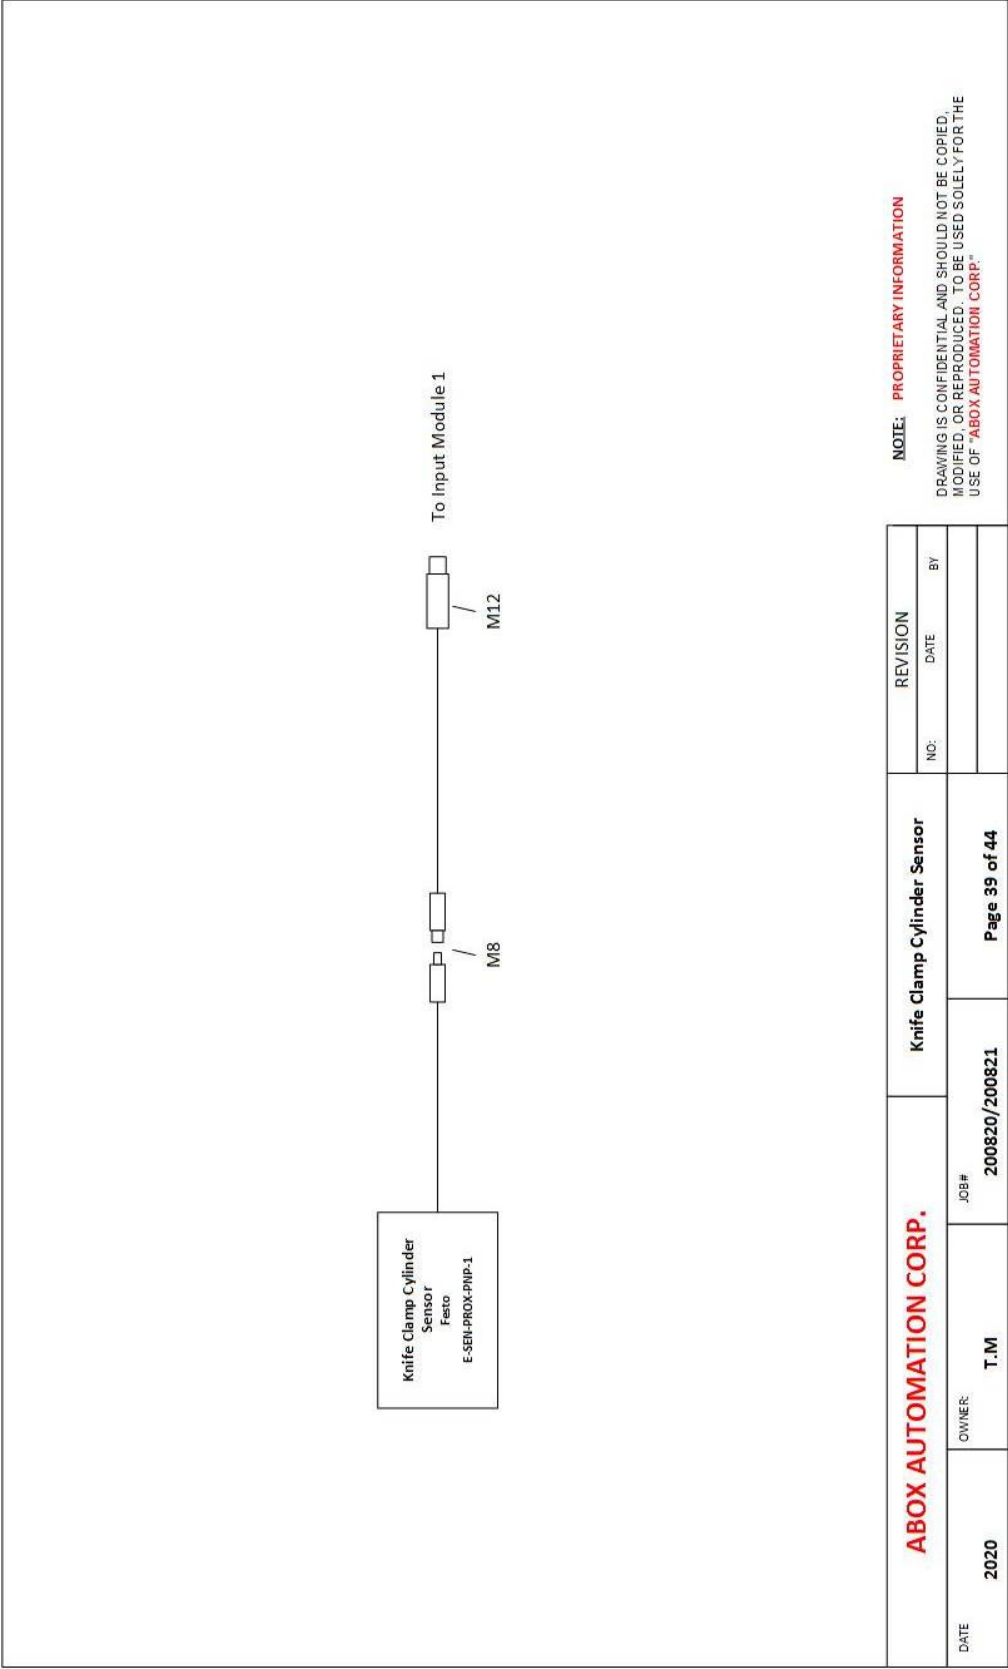 Knife Clamp Cylinder
Sensor
Festo
E-SEN-PROX-PNP-1
M8
M12
To Input Module 1
NOTE: PROPRIETARY INFORMATION
DRAWING IS CONFIDENTIAL AND SHOULD NOT BE COPIED,
MODIFIED, OR REPRODUCED. TO BE USED SOLELY FOR THE
USE OF "ABOX AUTOMATION CORP."
ABOX AUTOMATION CORP.
Knife Clamp Cylinder Sensor
REVISION
NO: DATE BY
DATE
2020
OWNER:
T.M
JOB#
200820/200821
Page 39 of 44